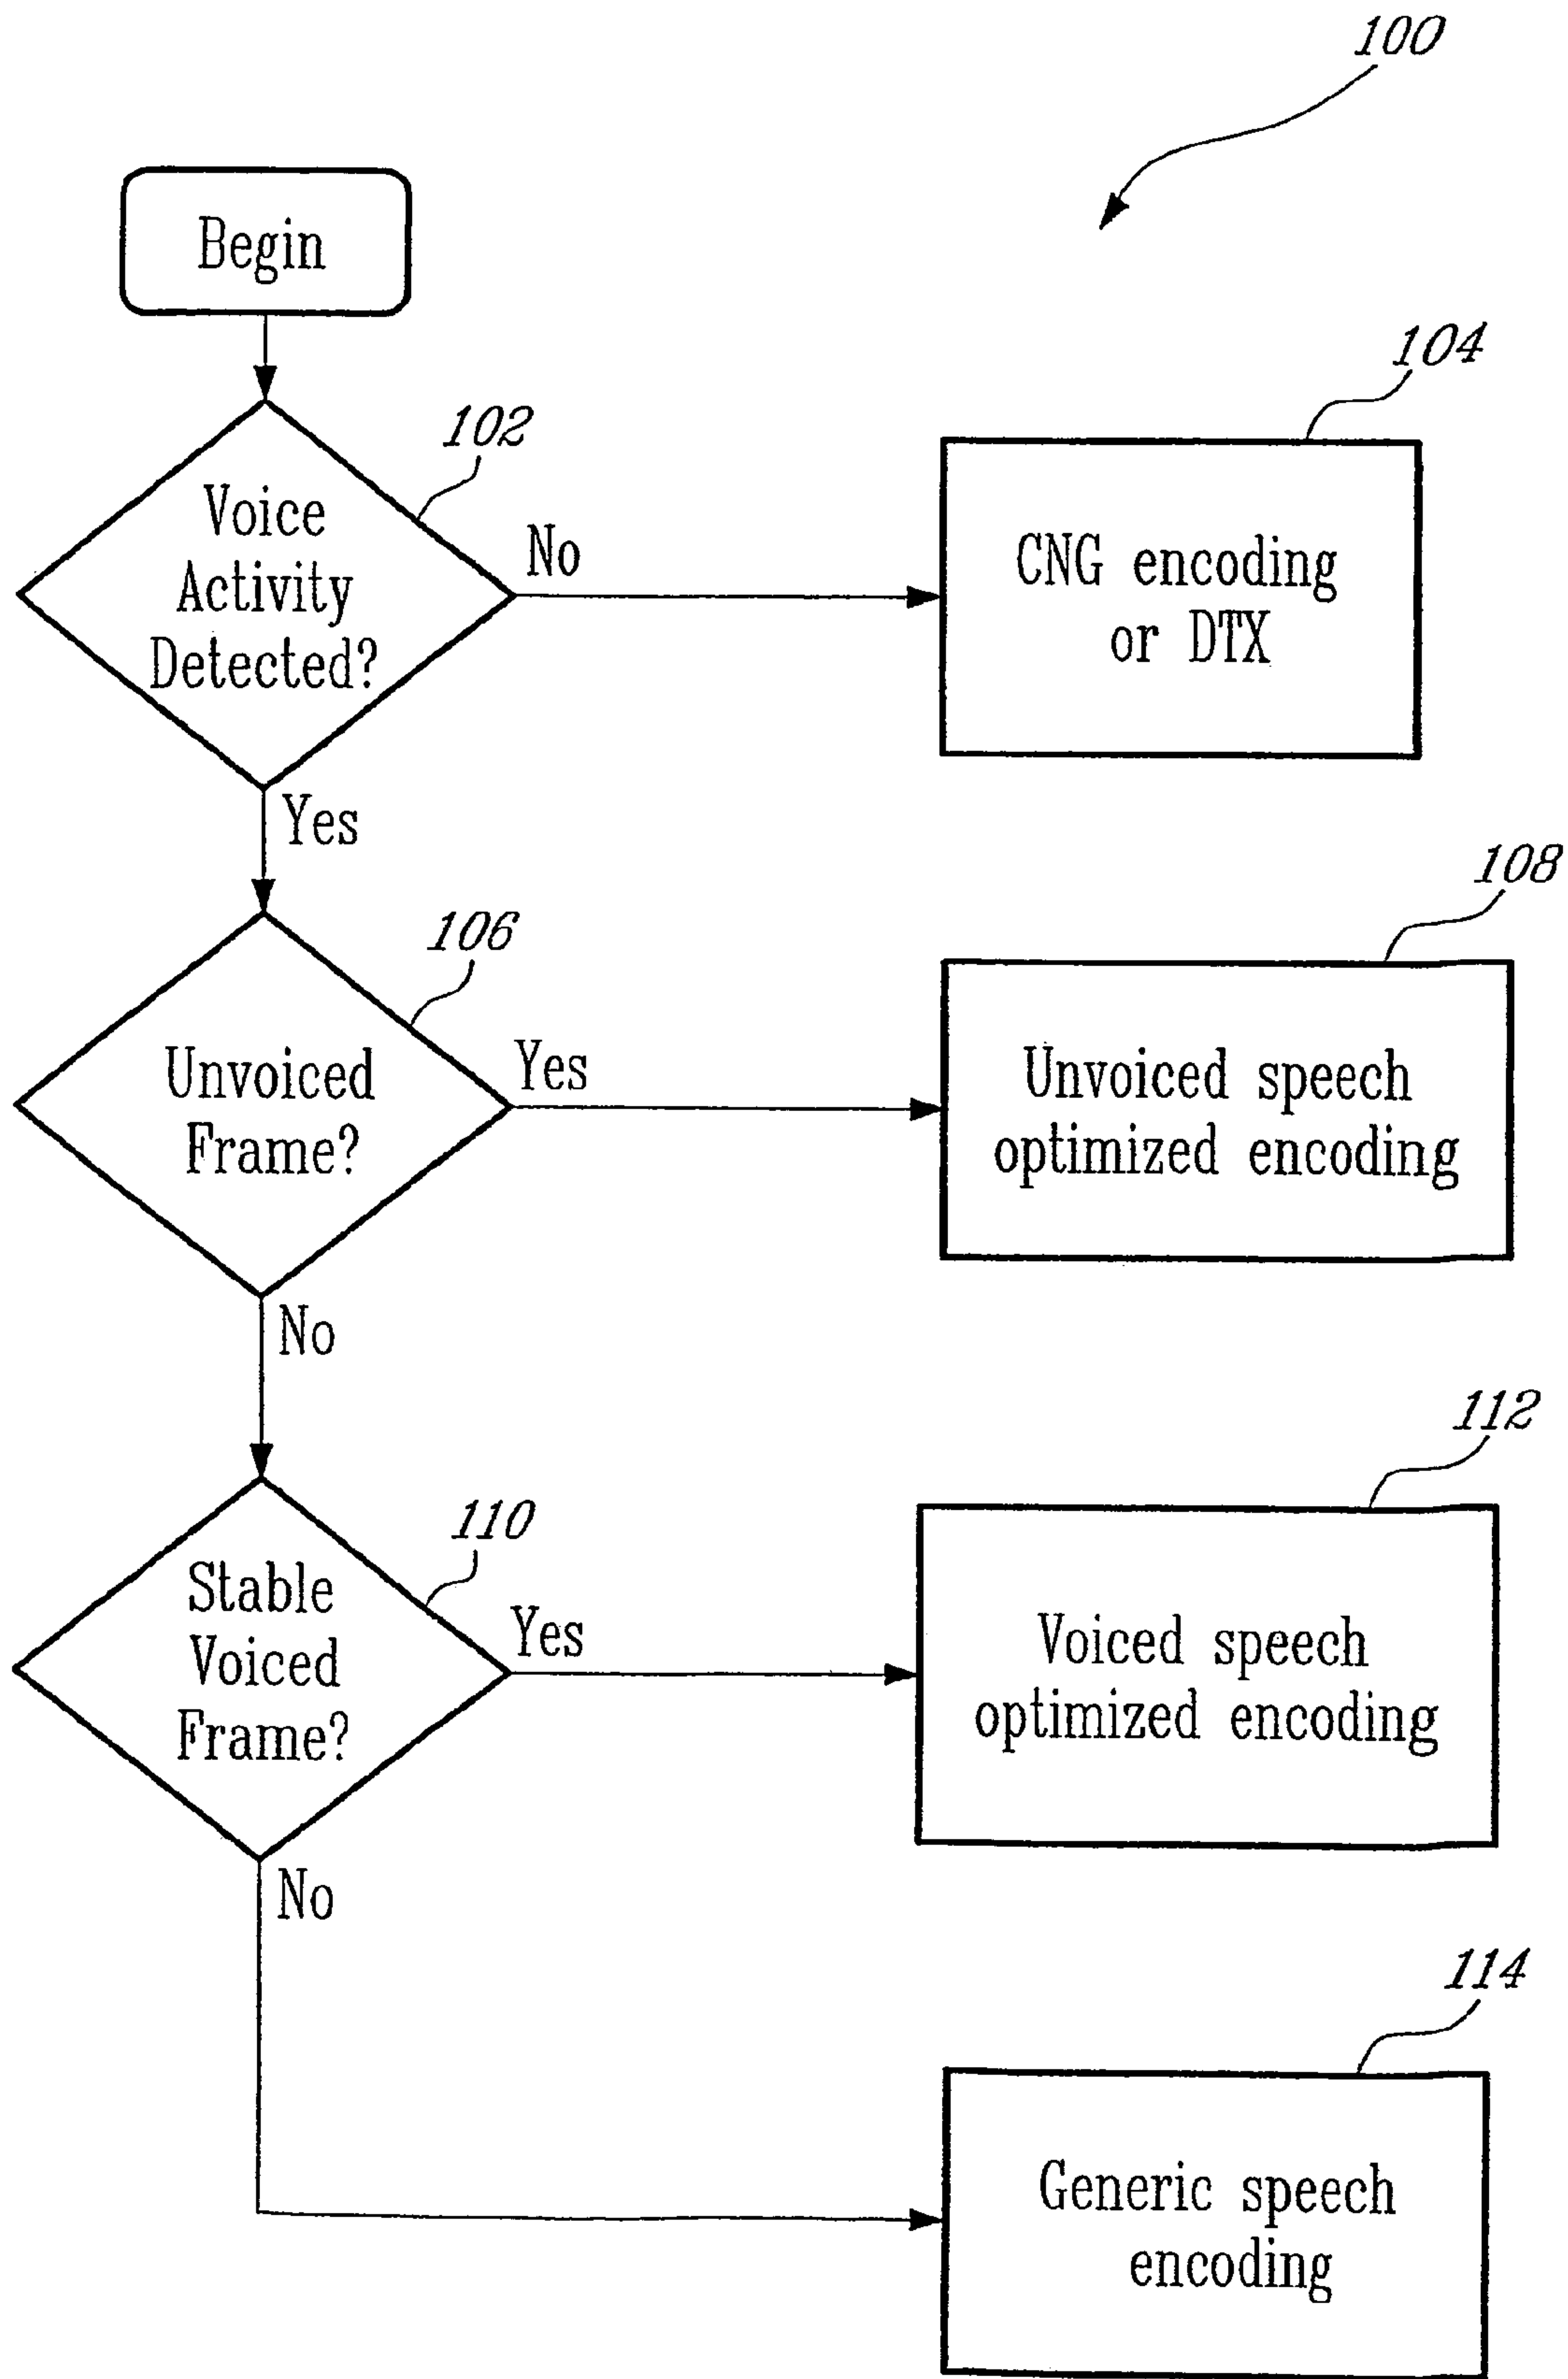 100
Begin
104
102
Voice
Activity
Detected?
No
CNG encoding
or DTX
Yes
108
106
Unvoiced
Frame?
Yes
Unvoiced speech
optimized encoding
No
112
110
Stable
Voiced
Frame?
Yes
Voiced speech
optimized encoding
No
114
Generic speech
encoding